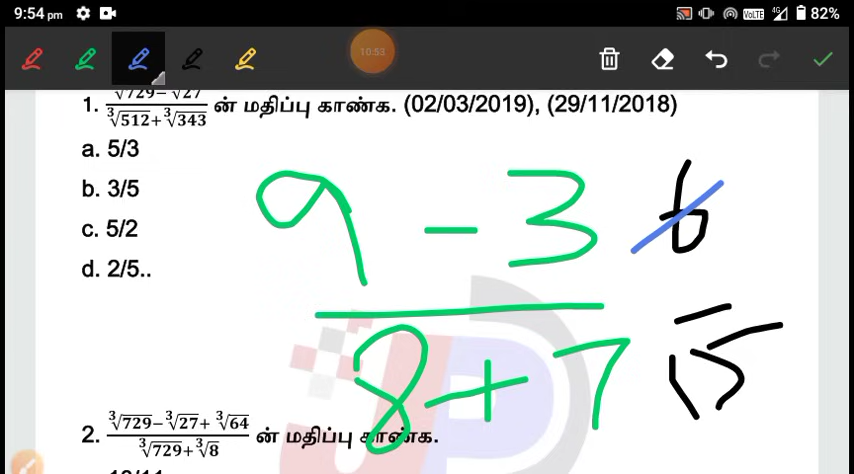 9:54 pm VoLTE 4G 82%
10:53
1. √729−√27 / ∛512+∛343 ன் மதிப்பு காண்க. (02/03/2019), (29/11/2018)
a. 5/3
b. 3/5
c. 5/2
d. 2/5..
9 − 3 / 8+7
6 / 15
2. ∛729−∛27+ ∛64 / ∛729+∛8 ன் மதிப்பு காண்க.